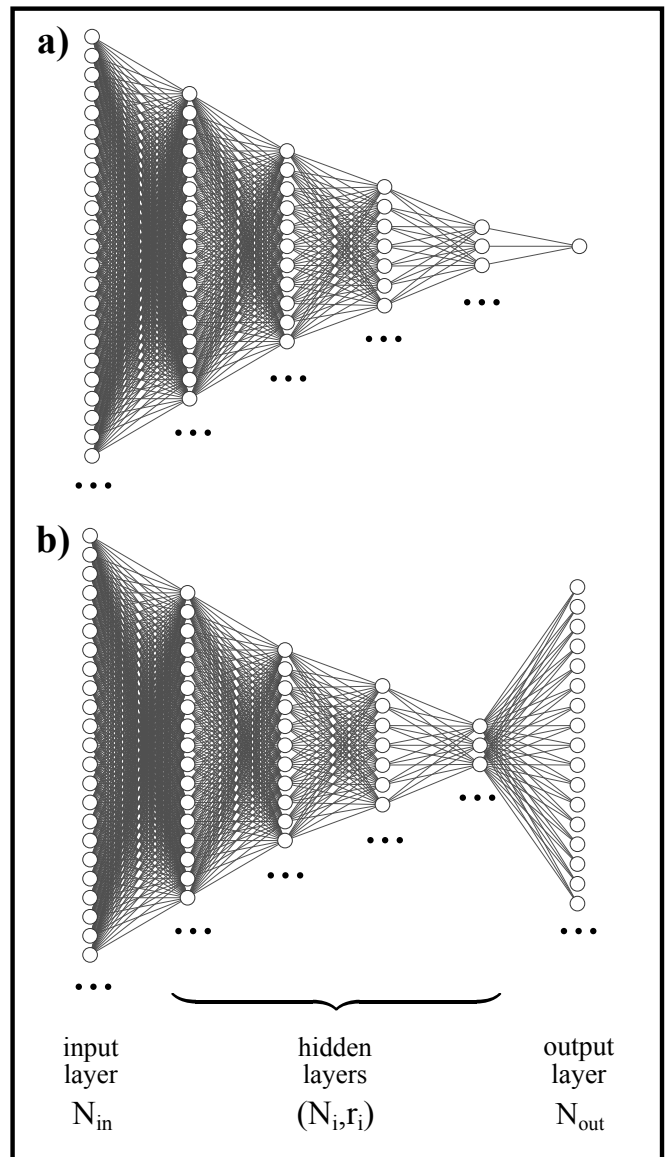 a)
b)
input layer
hidden layers
output layer
N_in
(N_i,r_i)
N_out